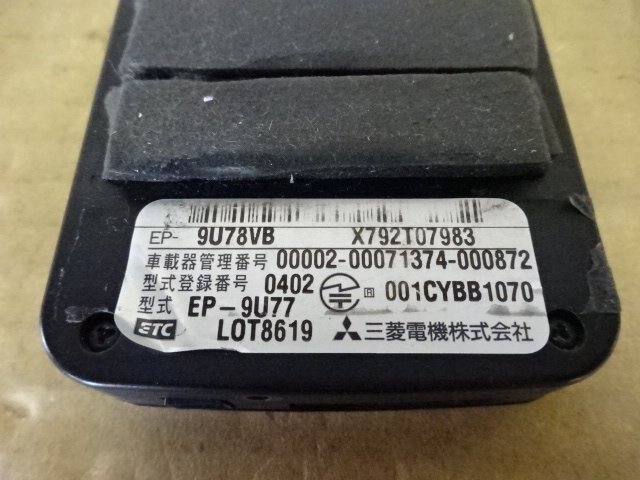 EP- 9U78VB X792T07983
車載器管理番号 00002-00071374-000872
型式登録番号 0402 回 001CYBB1070
型式 EP-9U77
ETC LOT8619 三菱電機株式会社